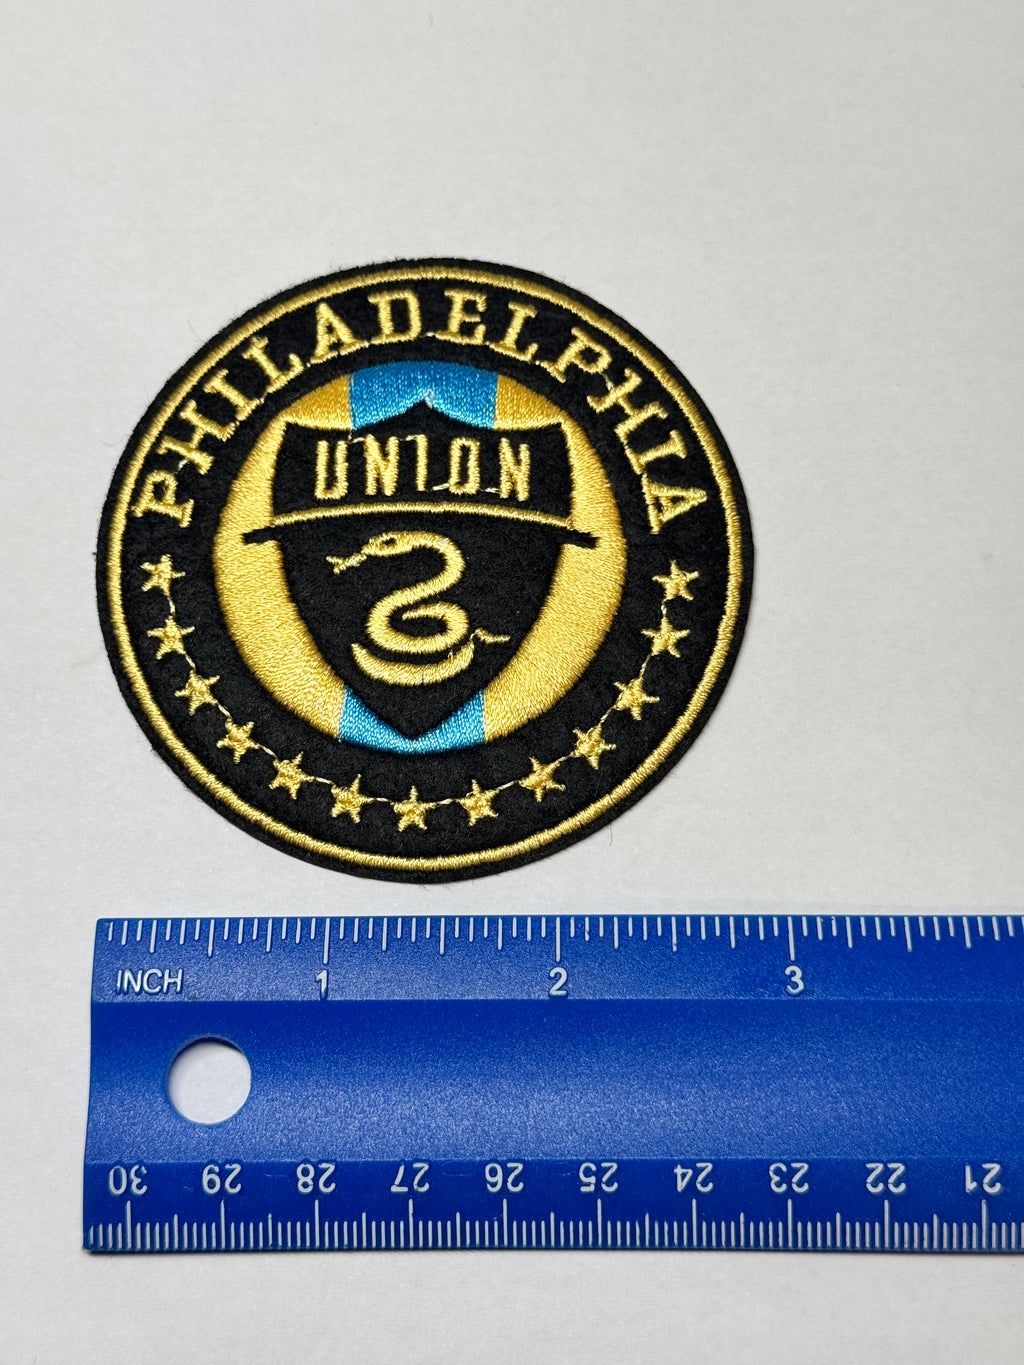 PHILADELPHIA
UNION
INCH 1 2 3
30 29 28 27 26 25 24 23 22 21